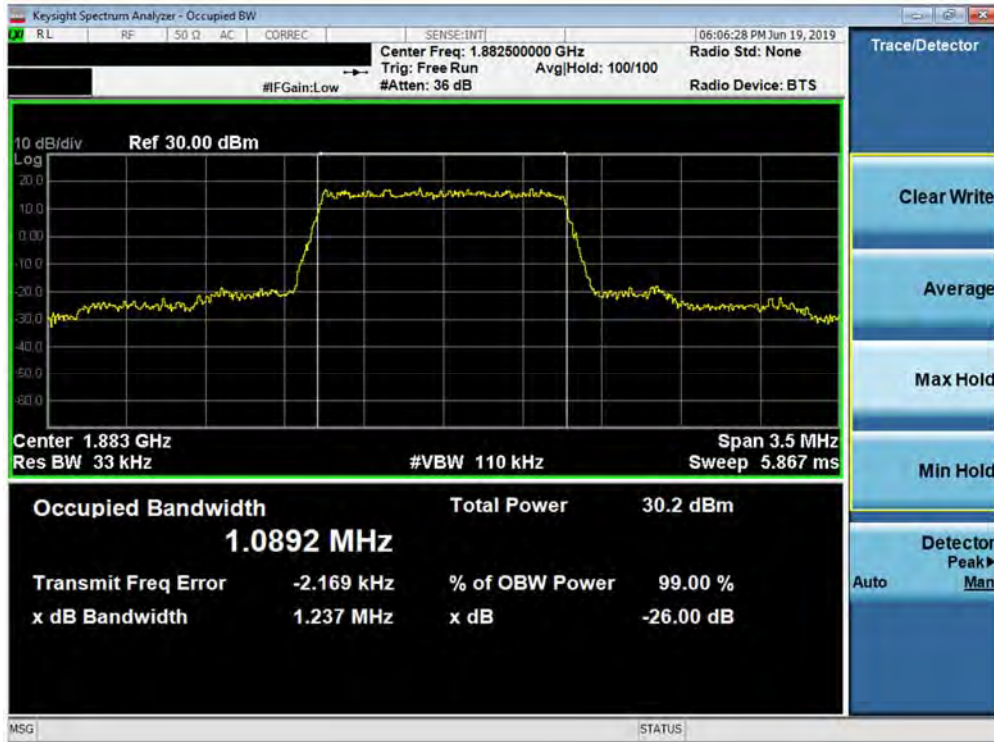 Keysight Spectrum Analyzer - Occupied BW
RL RF 50 Ω AC CORREC SENSE:INT 06:06:28 PM Jun 19, 2019
Center Freq: 1.882500000 GHz Radio Std: None
Trig: Free Run Avg|Hold: 100/100
#IFGain:Low #Atten: 36 dB Radio Device: BTS
Trace/Detector
10 dB/div Ref 30.00 dBm
Log
20.0
10.0
0.00
-10.0
-20.0
-30.0
-40.0
-50.0
-60.0
Center 1.883 GHz Span 3.5 MHz
Res BW 33 kHz #VBW 110 kHz Sweep 5.867 ms
Occupied Bandwidth Total Power 30.2 dBm
1.0892 MHz
Transmit Freq Error -2.169 kHz % of OBW Power 99.00 %
x dB Bandwidth 1.237 MHz x dB -26.00 dB
Clear Write
Average
Max Hold
Min Hold
Detector
Peak▶
Auto Man
MSG STATUS